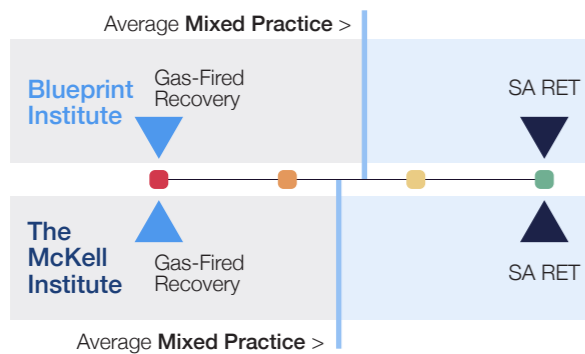 Average Mixed Practice >
Blueprint
Institute
Gas-Fired
Recovery
SA RET
The
McKell
Institute
Gas-Fired
Recovery
SA RET
Average Mixed Practice >